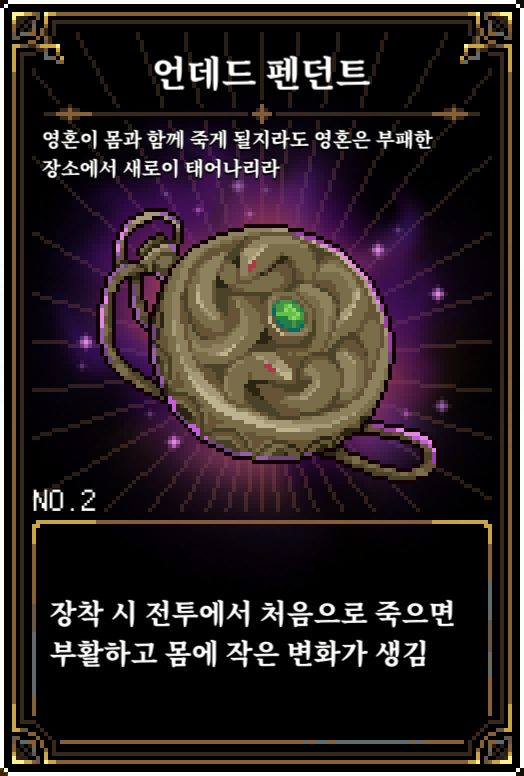 언데드 펜던트
영혼이 몸과 함께 죽게 될지라도 영혼은 부패한
장소에서 새로이 태어나리라
NO.2
장착 시 전투에서 처음으로 죽으면
부활하고 몸에 작은 변화가 생김